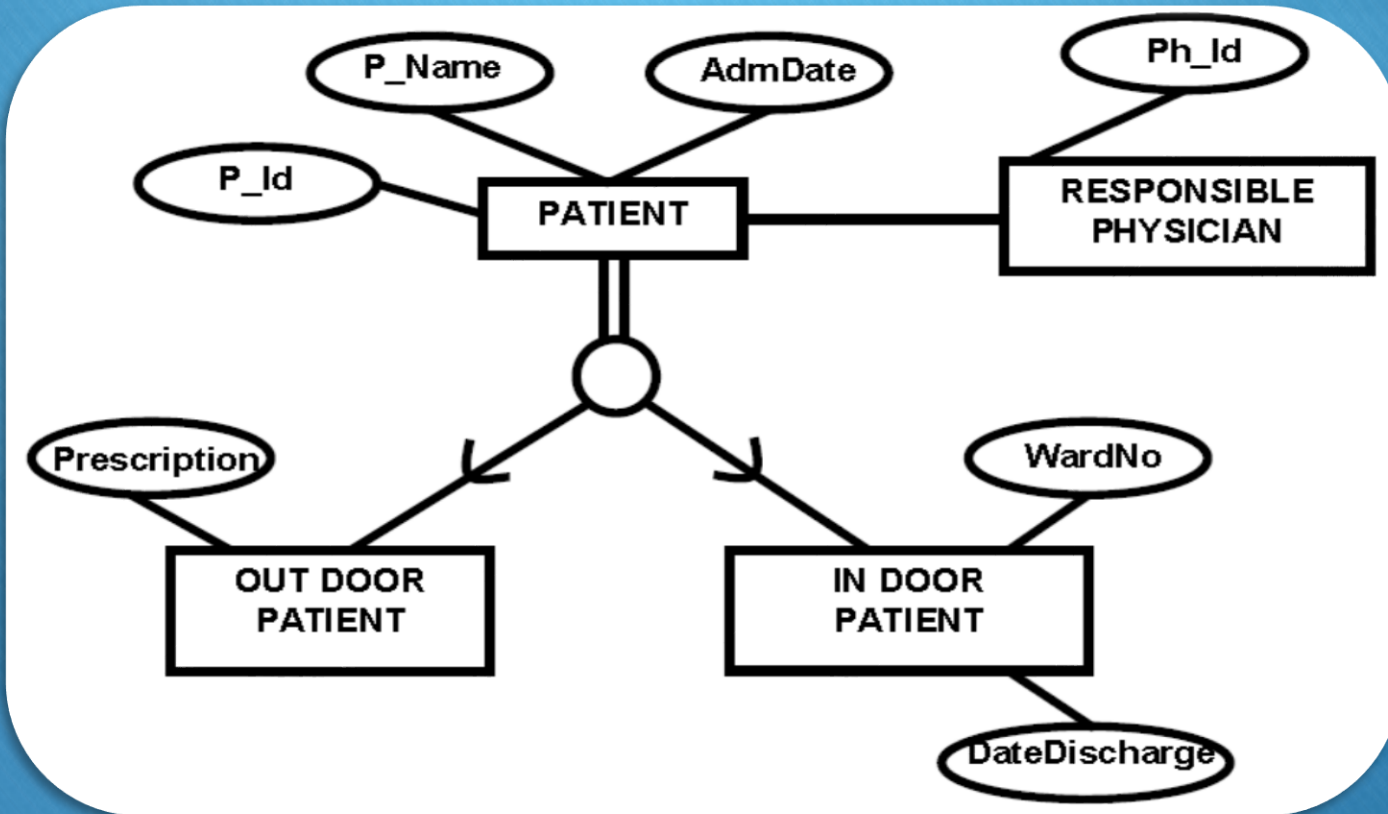 P_Name
AdmDate
Ph_Id
P_Id
PATIENT
RESPONSIBLE
PHYSICIAN
Prescription
WardNo
OUT DOOR
PATIENT
IN DOOR
PATIENT
DateDischarge